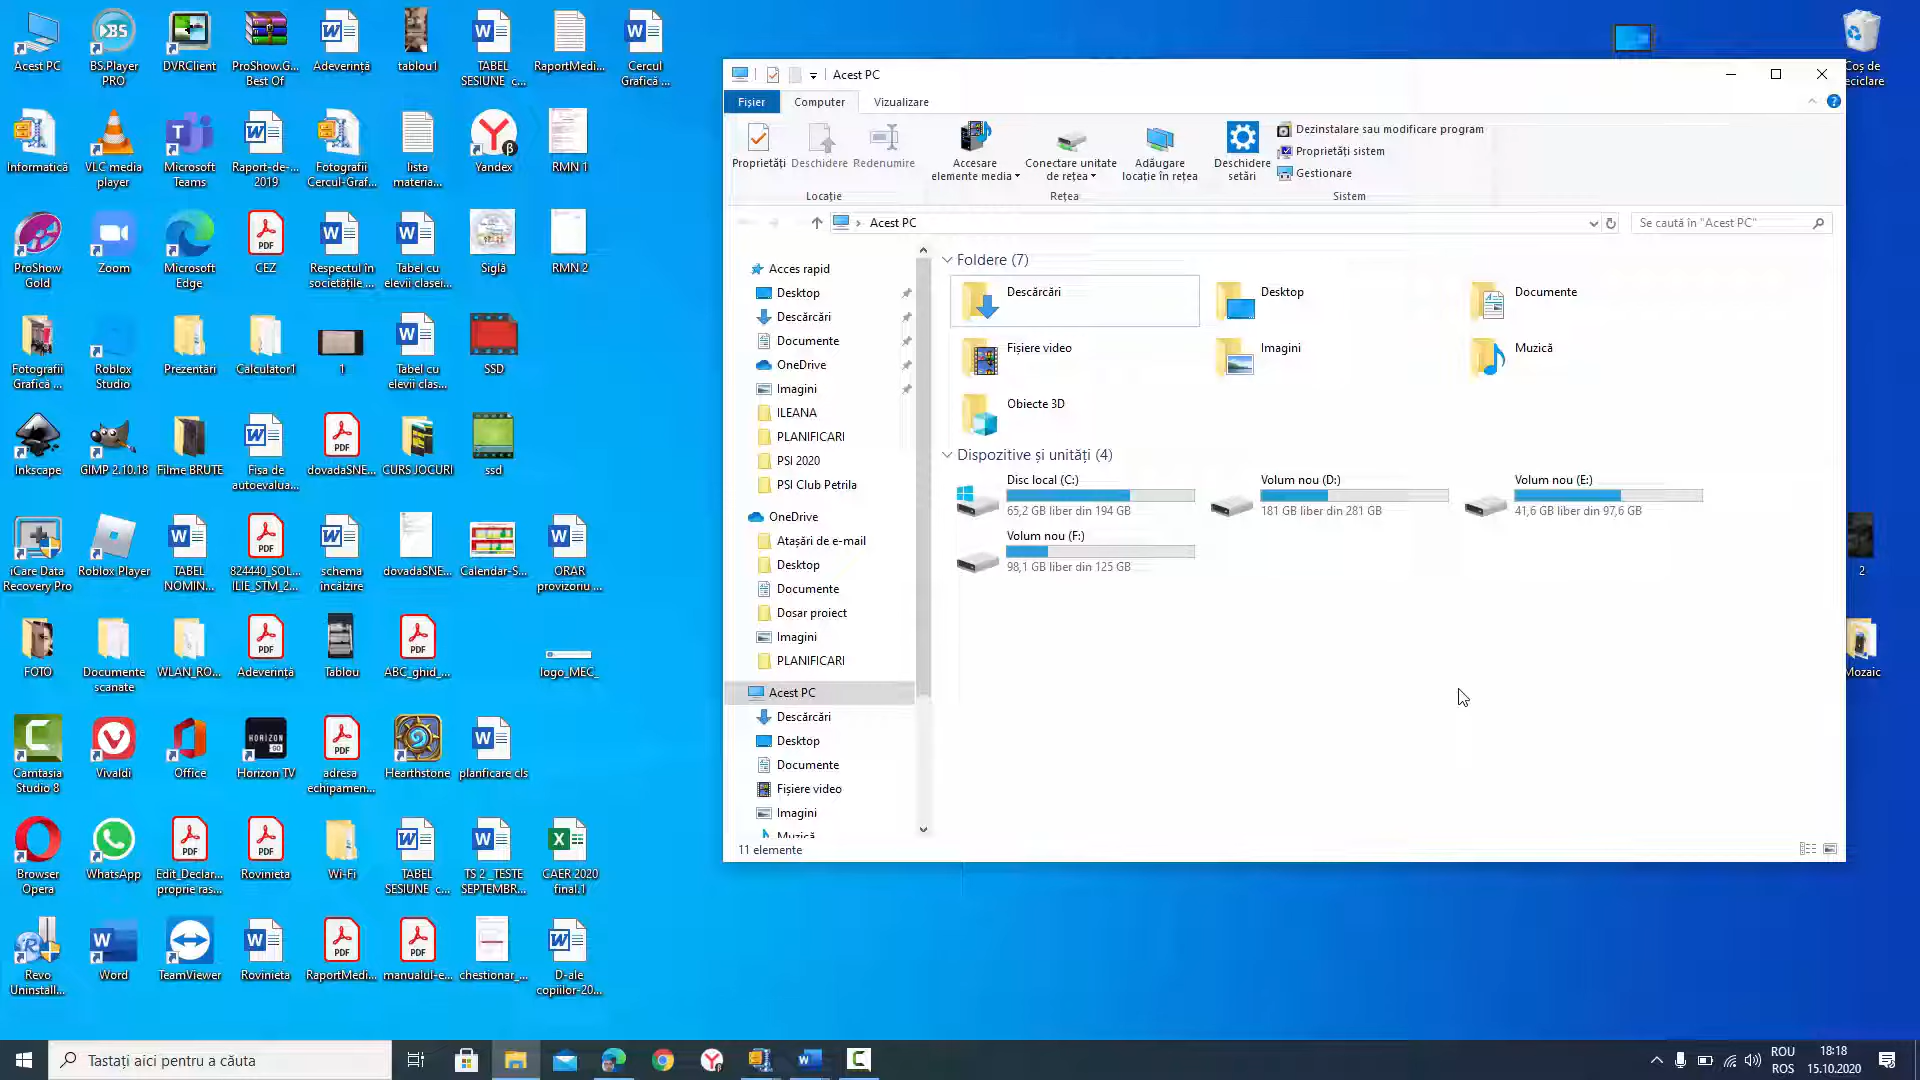 Acest PC
BS.Player
PRO
DVRClient
ProShow.G...
Best Of
Adeverință
tablou1
TABEL
SESIUNE c...
RaportMedi...
Cercul
Grafică ...
Coș de
eciclare
Informatică
VLC media
player
Microsoft
Teams
Raport-de-...
2019
Fotografii
Cercul-Graf...
lista
materia...
Yandex
RMN 1
ProShow
Gold
Zoom
Microsoft
Edge
CEZ
Respectul în
societățile ...
Tabel cu
elevii clasei...
Siglă
RMN 2
Fotografii
Grafică ...
Roblox
Studio
Prezentări
Calculator1
1
Tabel cu
elevii clas...
SSD
Inkscape
GIMP 2.10.18
Filme BRUTE
Fisa de
autoevalua...
dovadaSNE...
CURS JOCURI
ssd
iCare Data
Recovery Pro
Roblox Player
TABEL
NOMIN...
824440_SOL...
ILIE_STM_2...
schema
incălzire
dovadaSNE...
Calendar-S...
ORAR
provizoriu ...
2
FOTO
Documente
scanate
WLAN_RO...
Adeverință
Tablou
ABC_ghid_...
logo_MEC_
Mozaic
Camtasia
Studio 8
Vivaldi
Office
Horizon TV
adresa
echipamen...
Hearthstone
planficare cls
Browser
Opera
WhatsApp
Edit_Declar...
proprie ras...
Rovinieta
Wi-Fi
TABEL
SESIUNE c...
TS 2 _TESTE
SEPTEMBR...
CAER 2020
final.1
Revo
Uninstall...
Word
TeamViewer
Rovinieta
RaportMedi...
manualul-e...
chestionar_...
D-ale
copiilor-20...
Acest PC
Fișier
Computer
Vizualizare
Proprietăți
Deschidere
Redenumire
Locație
Accesare
elemente media
Conectare unitate
de rețea
Adăugare
locație în rețea
Rețea
Deschidere
setări
Dezinstalare sau modificare program
Proprietăți sistem
Gestionare
Sistem
Acest PC
Se caută în "Acest PC"
Acces rapid
Desktop
Descărcări
Documente
OneDrive
Imagini
ILEANA
PLANIFICARI
PSI 2020
PSI Club Petrila
OneDrive
Atașări de e-mail
Desktop
Documente
Dosar proiect
Imagini
PLANIFICARI
Acest PC
Descărcări
Desktop
Documente
Fișiere video
Imagini
Muzică
Foldere (7)
Descărcări
Desktop
Documente
Fișiere video
Imagini
Muzică
Obiecte 3D
Dispozitive și unități (4)
Disc local (C:)
65,2 GB liber din 194 GB
Volum nou (D:)
181 GB liber din 281 GB
Volum nou (E:)
41,6 GB liber din 97,6 GB
Volum nou (F:)
98,1 GB liber din 125 GB
11 elemente
Tastați aici pentru a căuta
ROU
ROS
18:18
15.10.2020